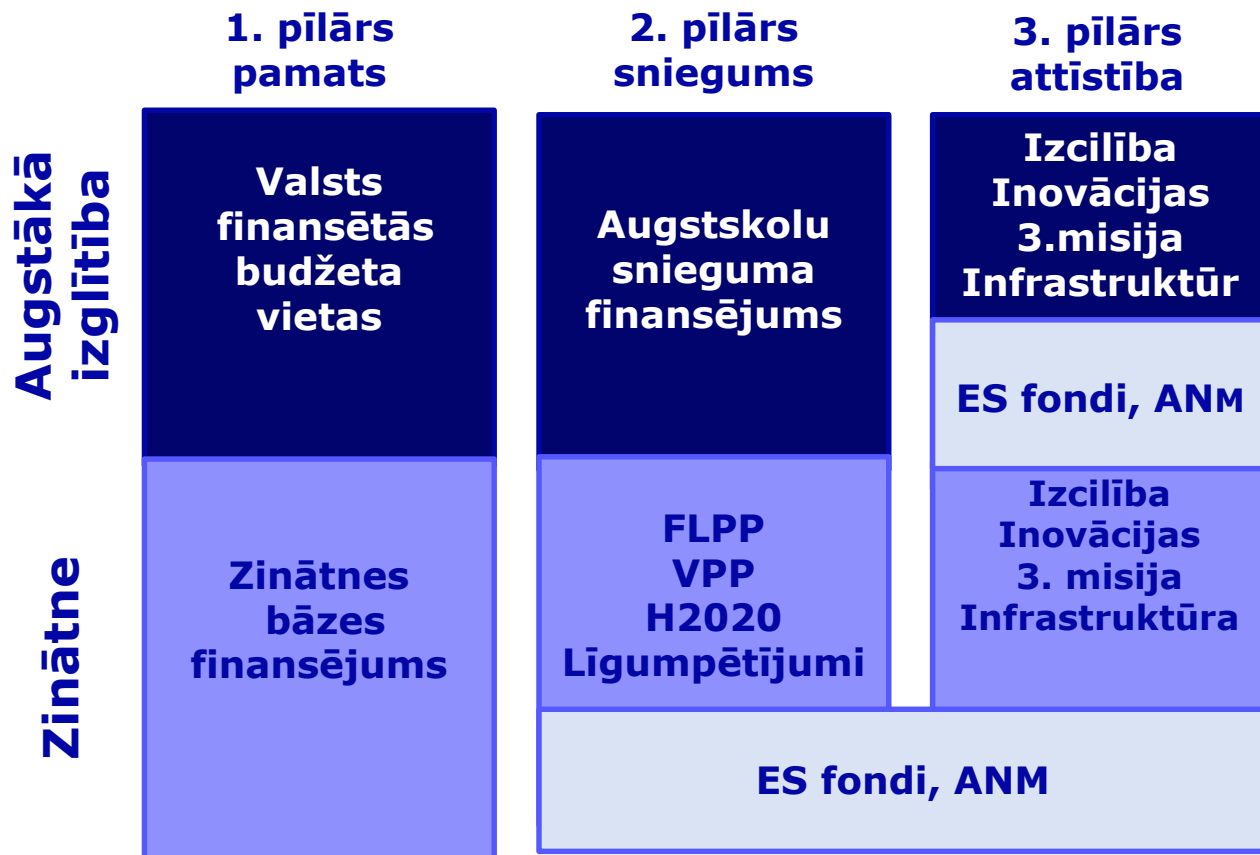 1. pīlārs
pamats
2. pīlārs
sniegums
3. pīlārs
attīstība
Augstākā
izglītība
Valsts
finansētās
budžeta
vietas
Augstskolu
snieguma
finansējums
Izcilība
Inovācijas
3.misija
Infrastruktūr
ES fondi, ANM
Zinātne
Zinātnes
bāzes
finansējums
FLPP
VPP
H2020
Līgumpētījumi
Izcilība
Inovācijas
3. misija
Infrastruktūra
ES fondi, ANM